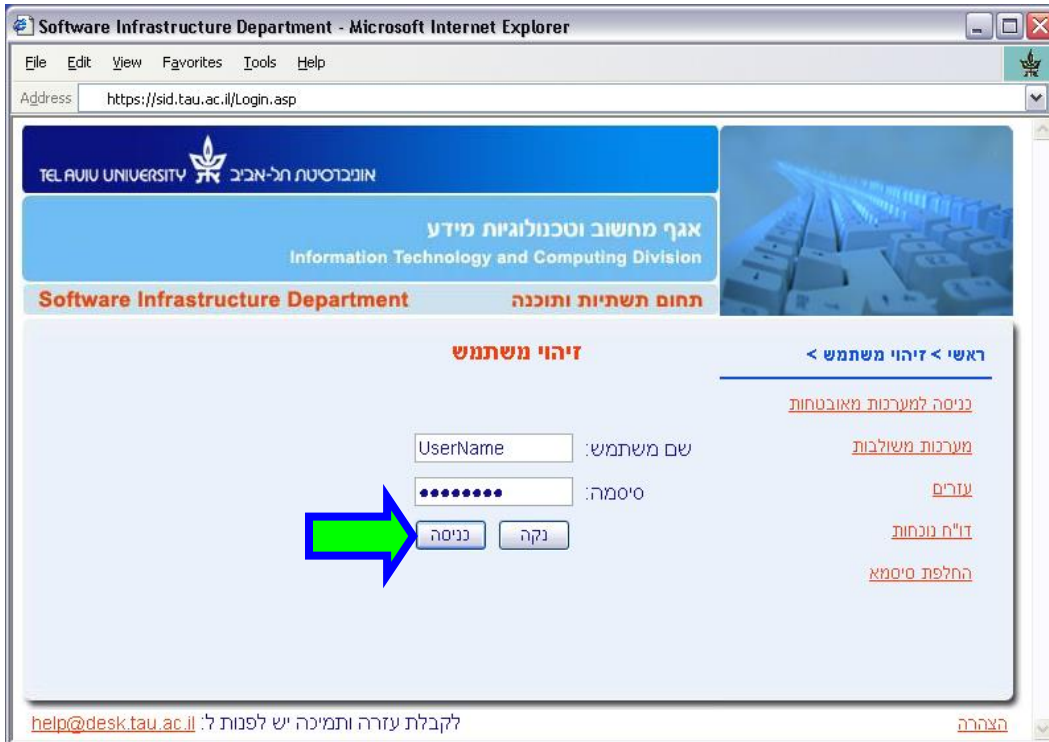 Software Infrastructure Department - Microsoft Internet Explorer
File Edit View Favorites Tools Help
Address https://sid.tau.ac.il/Login.asp
TEL AVIV UNIVERSITY אוניברסיטת תל-אביב
אגף מחשוב וטכנולוגיות מידע
Information Technology and Computing Division
Software Infrastructure Department תחום תשתיות ותוכנה
ראשי > זיהוי משתמש >
זיהוי משתמש
כניסה למערכות מאובטחות
מערכות משולבות
עזרים
דו"ח נוכחות
החלפת סיסמא
שם משתמש: UserName
סיסמה: ••••••••
נקה כניסה
לקבלת עזרה ותמיכה יש לפנות ל: help@desk.tau.ac.il
הצהרה